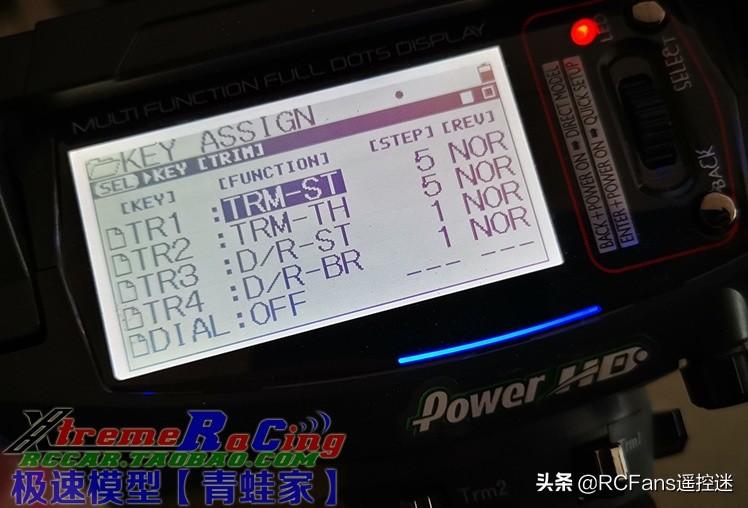 MULTI FUNCTION FULL DOTS DISPLAY
KEY ASSIGN
SEL KEY [TRIM]
[KEY] [FUNCTION] [STEP] [REV]
TR1 :TRM-ST 5 NOR
TR2 :TRM-TH 5 NOR
TR3 :D/R-ST 1 NOR
TR4 :D/R-BR 1 NOR
DIAL :OFF --- ---
LED
SELECT
BACK+POWER ON DIRECT MODEL
ENTER+POWER ON QUICK SETUP
BACK
Power HD
Trm1
Trm2
XtremeRaCing
RCCAR.TAOBAO.COM
极速模型【青蛙家】
头条 @RCFans遥控迷